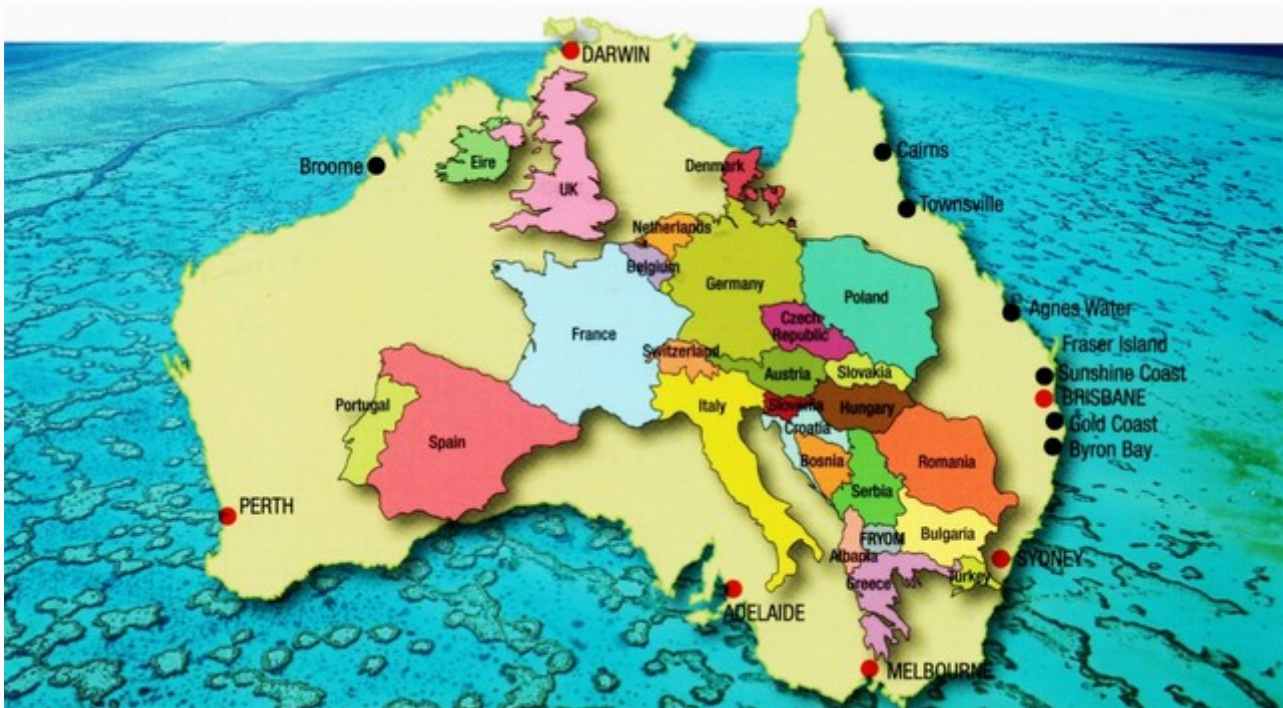 DARWIN
Broome
Eire
UK
Denmark
Cairns
Townsville
Netherlands
Belgium
Germany
Poland
Agnes Water
France
Czech
Republic
Fraser Island
Switzerland
Austria
Slovakia
Sunshine Coast
BRISBANE
Portugal
Spain
Italy
Slovenia
Hungary
Gold Coast
Croatia
Byron Bay
Bosnia
Romania
Serbia
PERTH
FRYOM
Bulgaria
Albania
SYDNEY
Greece
Turkey
ADELAIDE
MELBOURNE